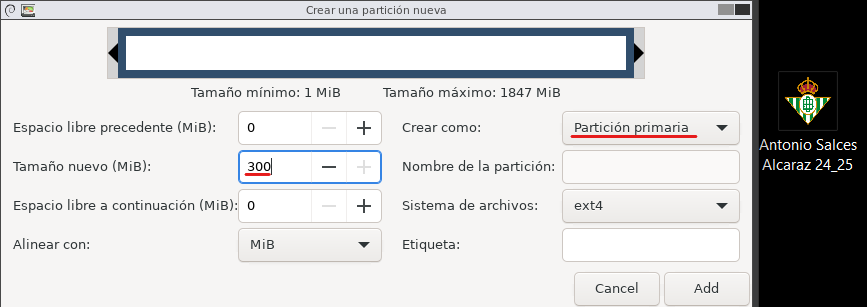 Crear una partición nueva
Tamaño mínimo: 1 MiB Tamaño máximo: 1847 MiB
Espacio libre precedente (MiB): 0 Crear como: Partición primaria
Tamaño nuevo (MiB): 300 Nombre de la partición:
Espacio libre a continuación (MiB): 0 Sistema de archivos: ext4
Alinear con: MiB Etiqueta:
Cancel Add
Antonio Salces
Alcaraz 24_25